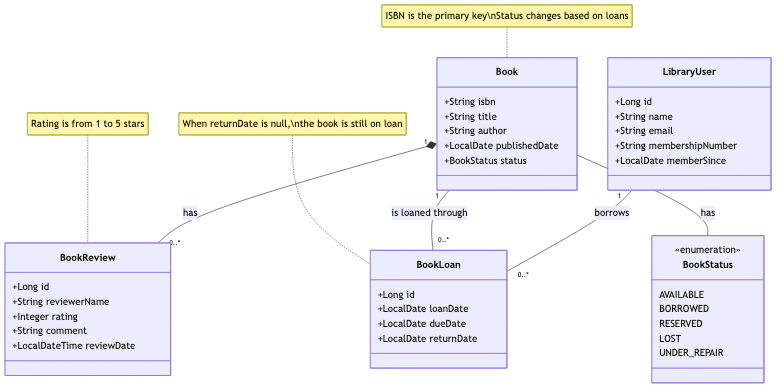 ISBN is the primary key\nStatus changes based on loans
Book
+String isbn
+String title
+String author
+LocalDate publishedDate
+BookStatus status
LibraryUser
+Long id
+String name
+String email
+String membershipNumber
+LocalDate memberSince
Rating is from 1 to 5 stars
When returnDate is null,\nthe book is still on loan
1
1
1
has
is loaned through
borrows
has
0..*
0..*
0..*
BookReview
+Long id
+String reviewerName
+Integer rating
+String comment
+LocalDateTime reviewDate
BookLoan
+Long id
+LocalDate loanDate
+LocalDate dueDate
+LocalDate returnDate
«enumeration»
BookStatus
AVAILABLE
BORROWED
RESERVED
LOST
UNDER_REPAIR